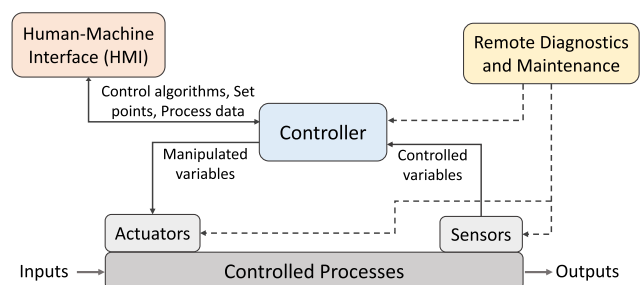 Human-Machine
Interface (HMI)
Remote Diagnostics
and Maintenance
Control algorithms, Set
points, Process data
Controller
Manipulated
variables
Controlled
variables
Actuators
Sensors
Inputs
Controlled Processes
Outputs